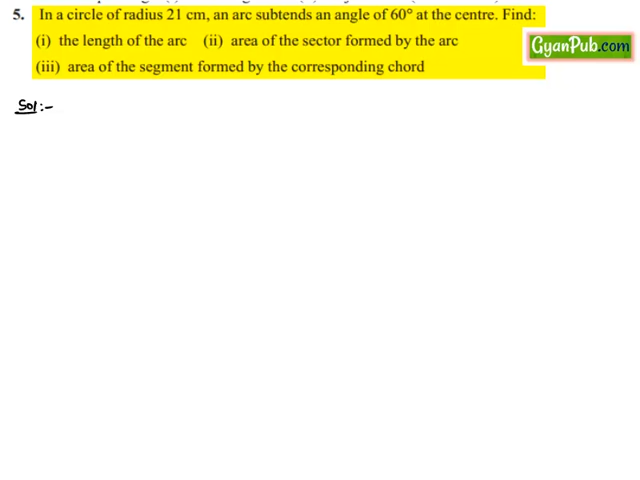 5. In a circle of radius 21 cm, an arc subtends an angle of 60° at the centre. Find:
(i) the length of the arc (ii) area of the sector formed by the arc
GyanPub.com
(iii) area of the segment formed by the corresponding chord
Sol:-